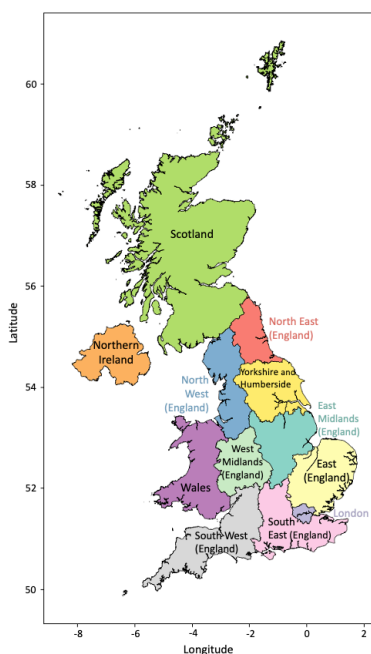 60
58
56
54
52
50
Latitude
Scotland
North East
(England)
Northern
Ireland
North
West
(England)
Yorkshire and
Humberside
East
Midlands
(England)
West
Midlands
(England)
East
(England)
Wales
London
South West
(England)
South
East (England)
-8
-6
-4
-2
0
2
Longitude